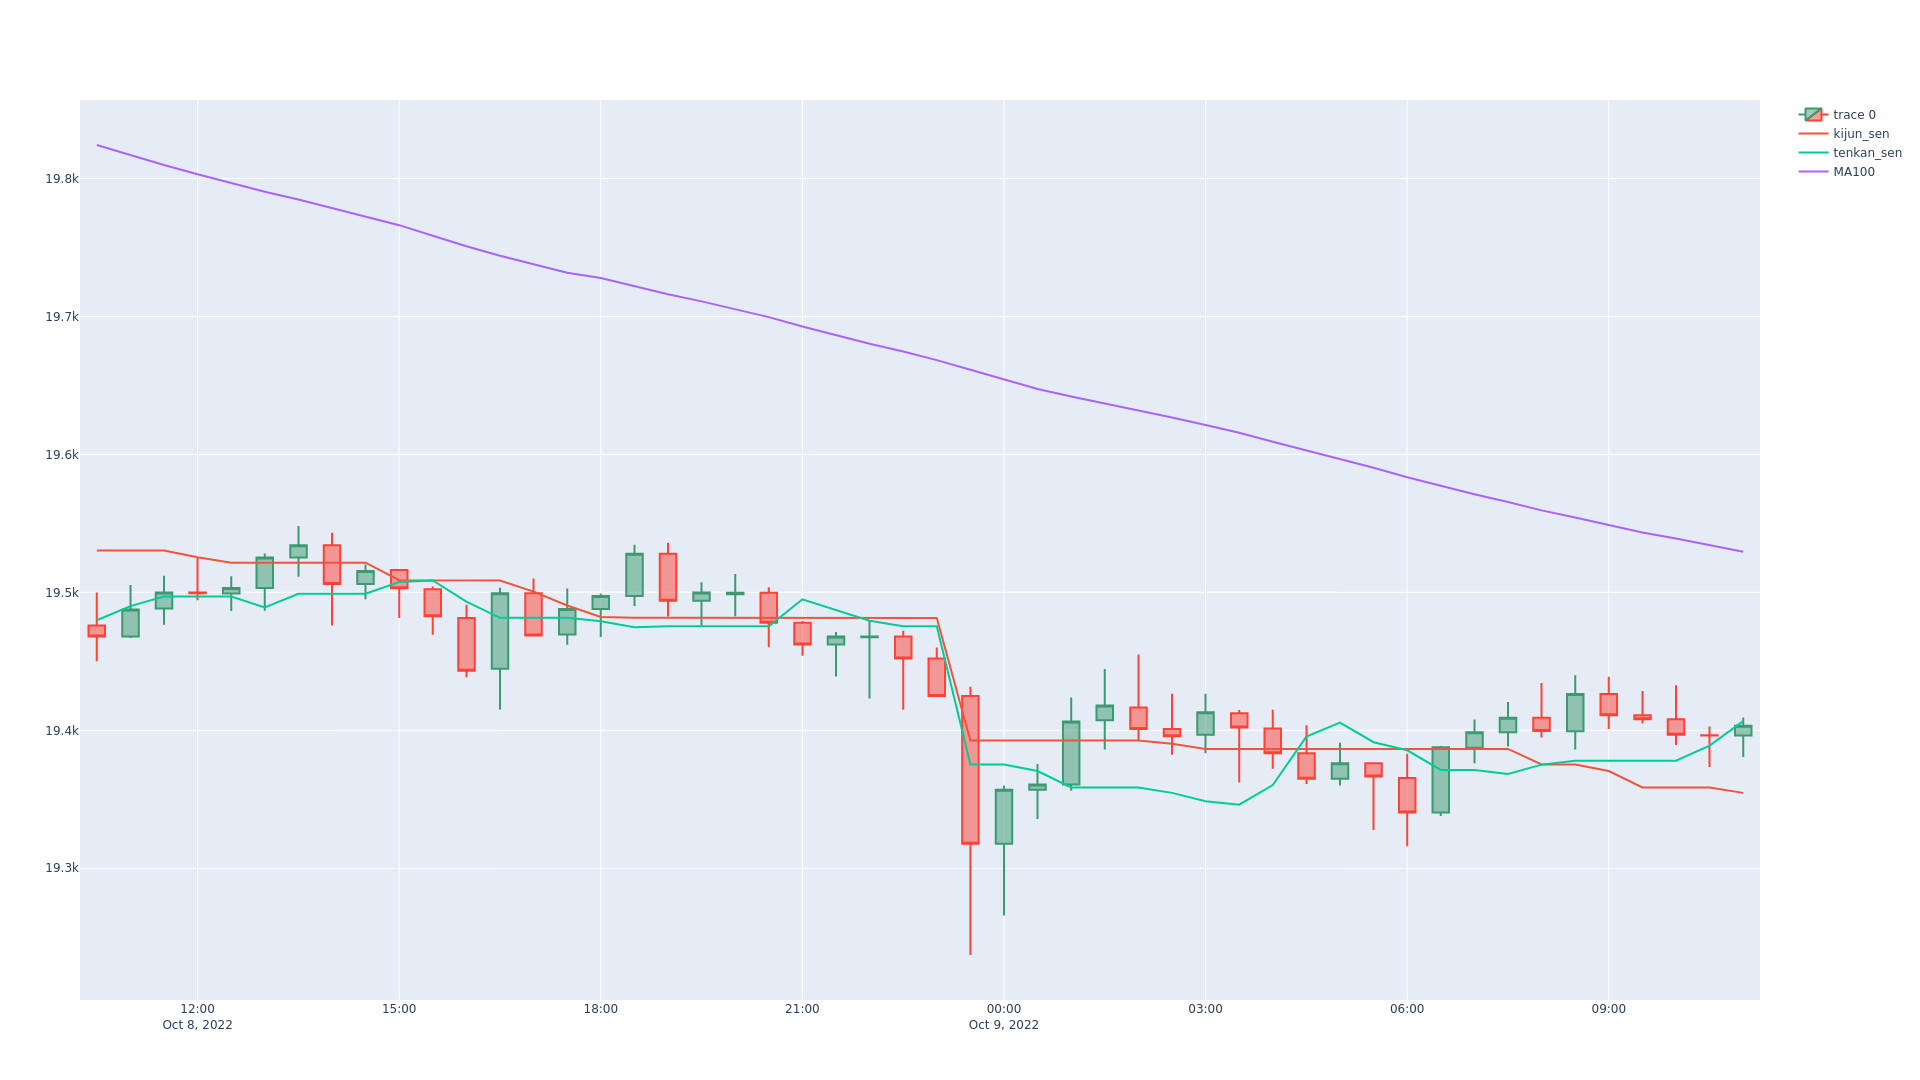 trace 0
kijun_sen
tenkan_sen
MA100
19.8k
19.7k
19.6k
19.5k
19.4k
19.3k
12:00
Oct 8, 2022
15:00
18:00
21:00
00:00
Oct 9, 2022
03:00
06:00
09:00